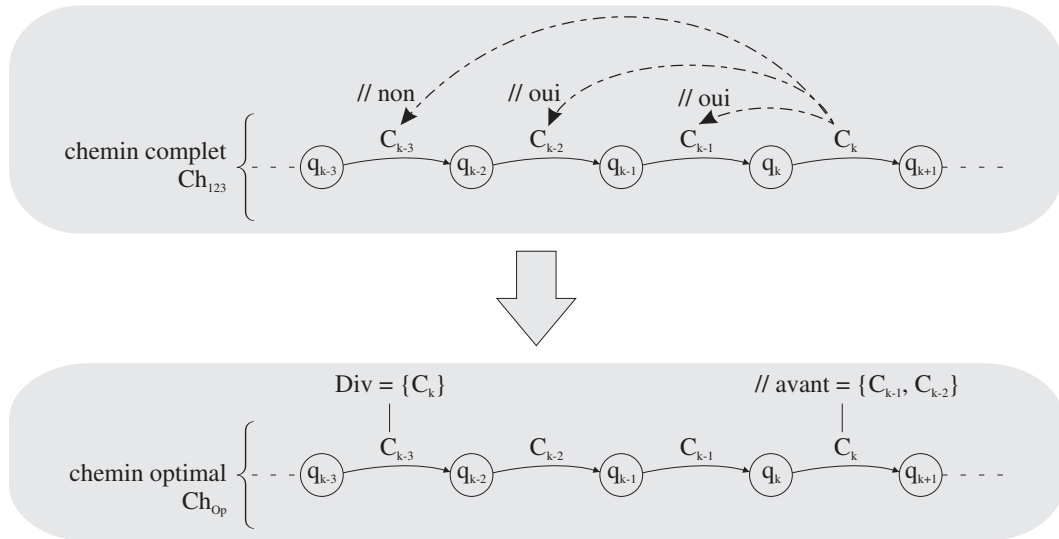 // non
// oui
// oui
chemin complet
Ch₁₂₃
Cₖ₋₃
Cₖ₋₂
Cₖ₋₁
Cₖ
qₖ₋₃
qₖ₋₂
qₖ₋₁
qₖ
qₖ₊₁
Div = {Cₖ}
// avant = {Cₖ₋₁, Cₖ₋₂}
chemin optimal
Ch_Op
Cₖ₋₃
Cₖ₋₂
Cₖ₋₁
Cₖ
qₖ₋₃
qₖ₋₂
qₖ₋₁
qₖ
qₖ₊₁